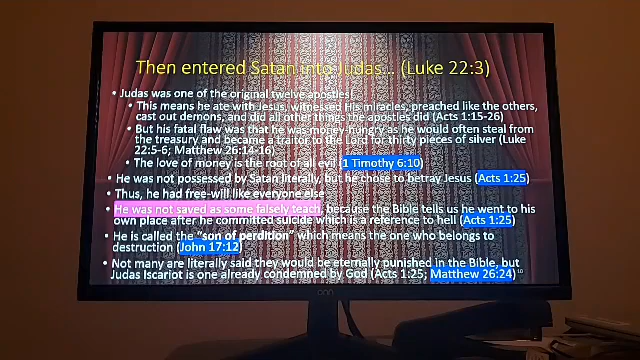 Then entered Satan into Judas... (Luke 22:3)
• Judas was one of the original twelve apostles
• This means he ate with Jesus, witnessed His miracles, preached like the others,
cast out demons, and did all other things the apostles did (Acts 1:15-26)
• But his fatal flaw was that he was money-hungry as he would often steal from
the treasury and became a traitor to the Lord for thirty pieces of silver (Luke
22:5-6; Matthew 26:14-16)
• The love of money is the root of all evil (1 Timothy 6:10)
• He was not possessed by Satan literally, but he chose to betray Jesus (Acts 1:25)
• Thus, he had free-will like everyone else
• He was not saved as some falsely teach, because the Bible tells us he went to his
own place after he committed suicide which is a reference to hell (Acts 1:25)
• He is called the "son of perdition" which means the one who belongs to
destruction (John 17:12)
• Not many are literally said they would be eternally punished in the Bible, but
Judas Iscariot is one already condemned by God (Acts 1:25; Matthew 26:24)